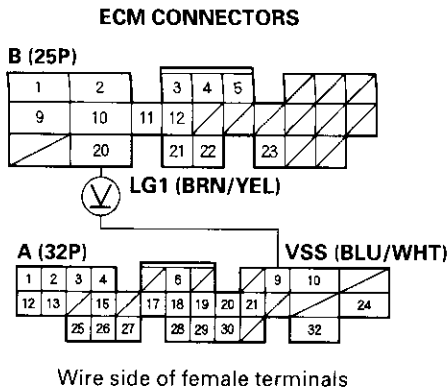 ECM CONNECTORS
B (25P)
1 2 3 4 5
9 10 11 12
20 21 22 23
V
LG1 (BRN/YEL)
A (32P) VSS (BLU/WHT)
1 2 3 4 6 9 10
12 13 15 17 18 19 20 21 24
25 26 27 28 29 30 32
Wire side of female terminals